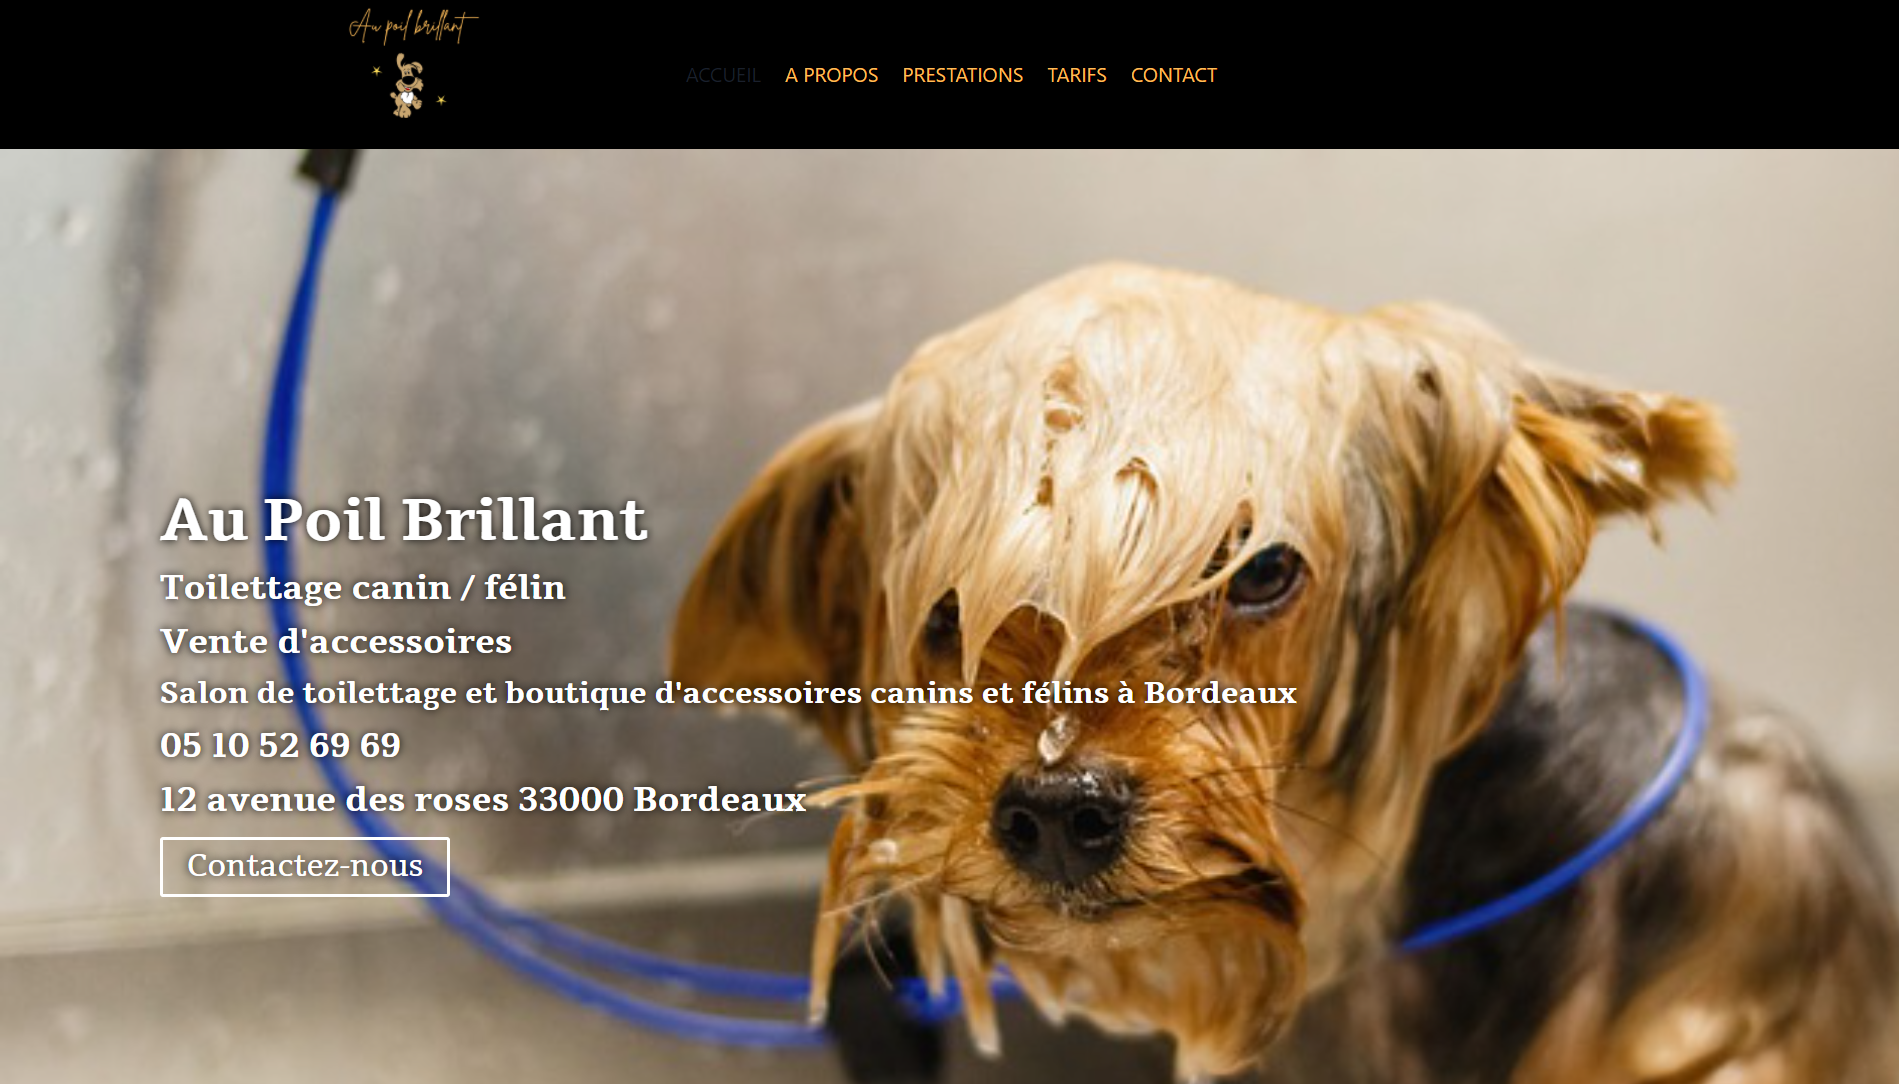 Au poil brillant
ACCUEIL A PROPOS PRESTATIONS TARIFS CONTACT
Au Poil Brillant
Toilettage canin / félin
Vente d'accessoires
Salon de toilettage et boutique d'accessoires canins et félins à Bordeaux
05 10 52 69 69
12 avenue des roses 33000 Bordeaux
Contactez-nous